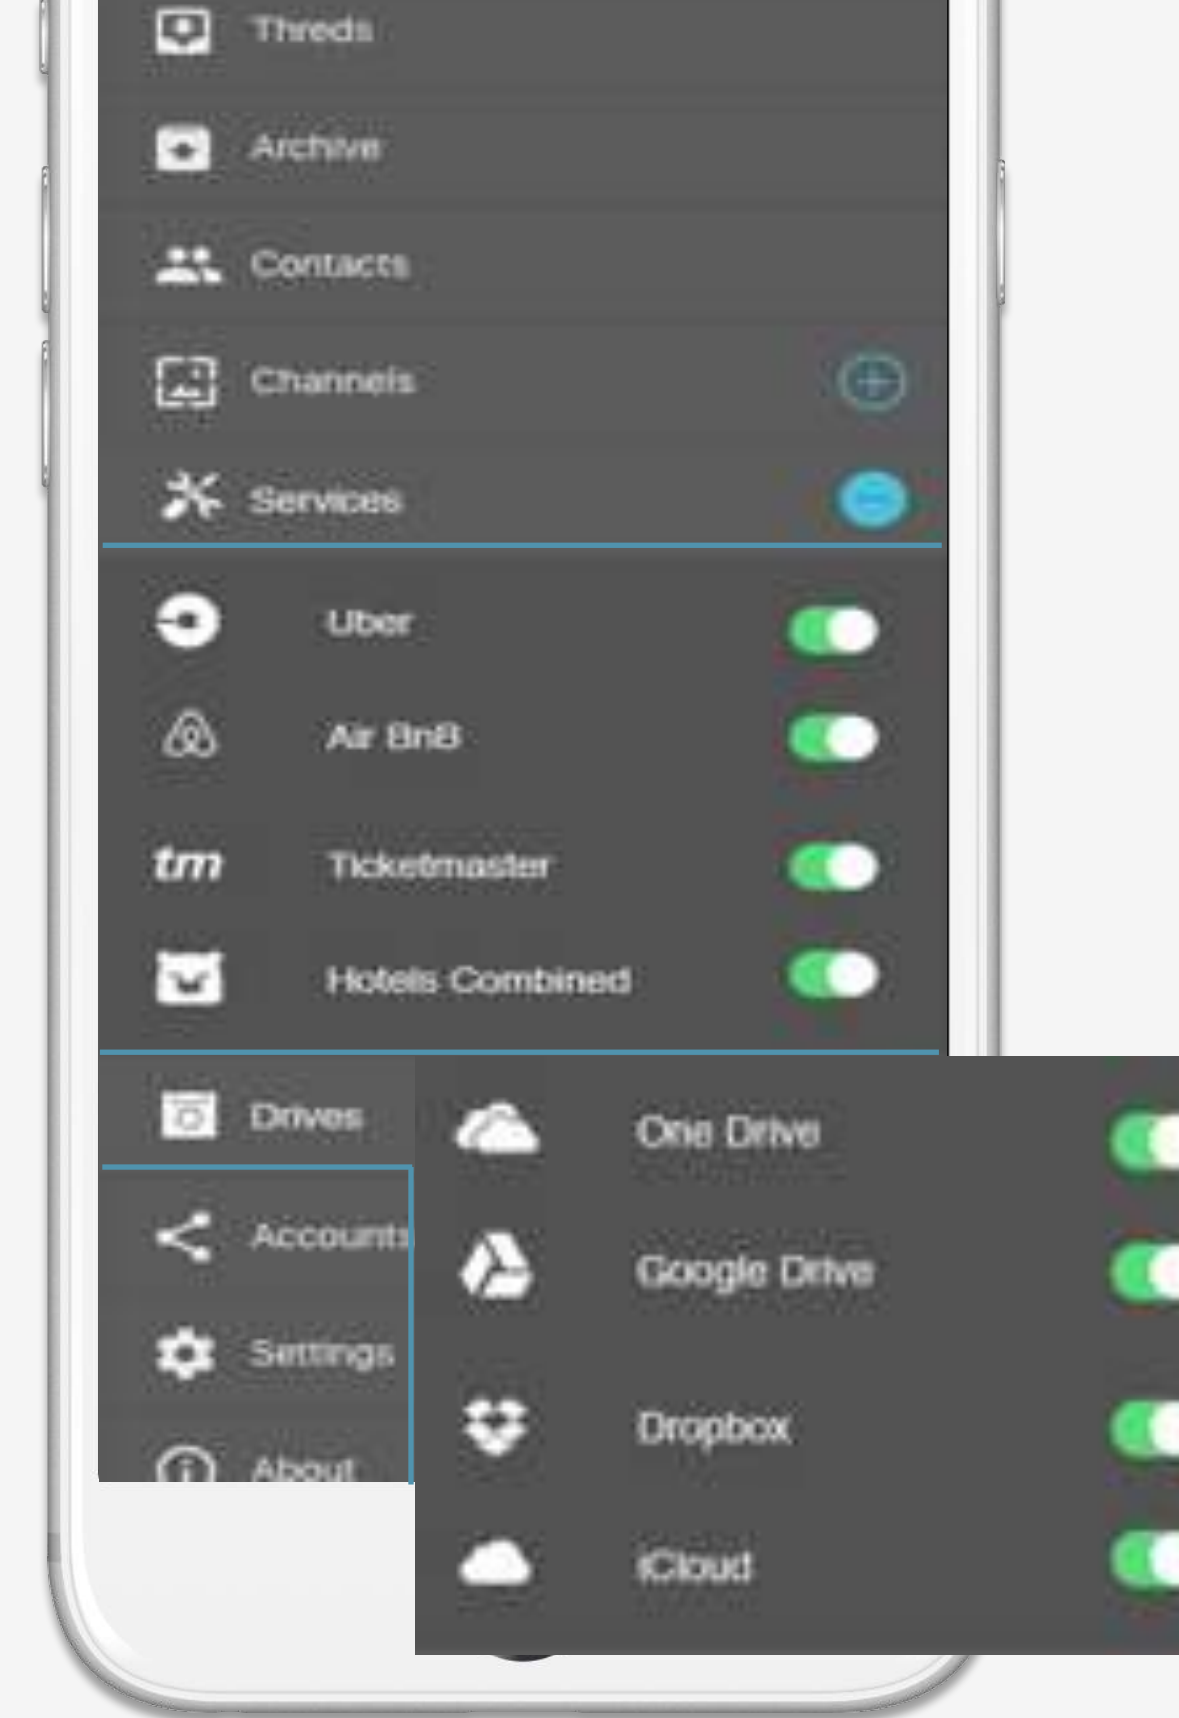 Threds
Archive
Contacts
Channels
Services
Uber
Air BnB
tm Ticketmaster
Hotels Combined
Drives
One Drive
Accounts
Google Drive
Settings
Dropbox
About
iCloud